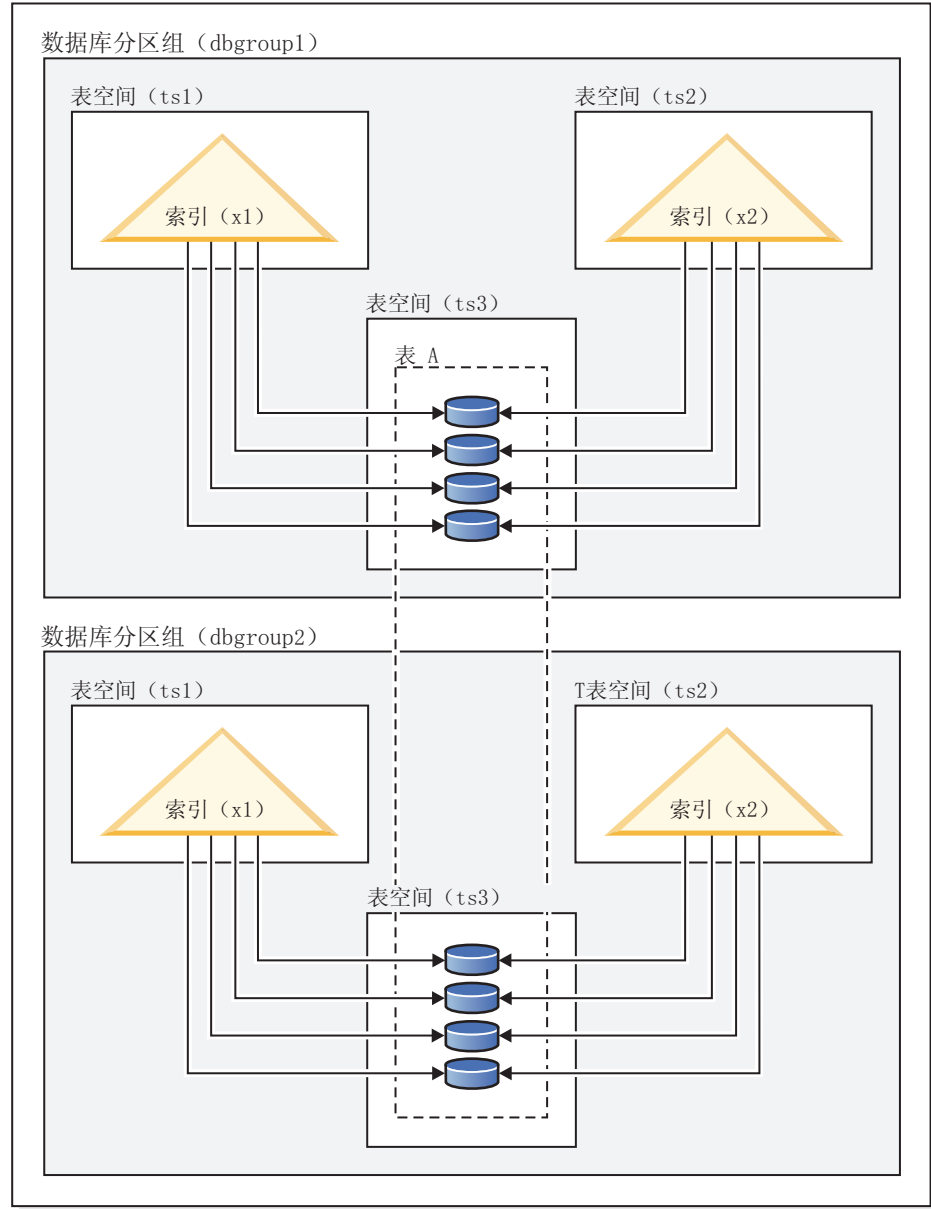 数据库分区组（dbgroup1）
表空间（ts1）
表空间（ts2）
索引（x1）
索引（x2）
表空间（ts3）
表 A
数据库分区组（dbgroup2）
表空间（ts1）
T表空间（ts2）
索引（x1）
索引（x2）
表空间（ts3）